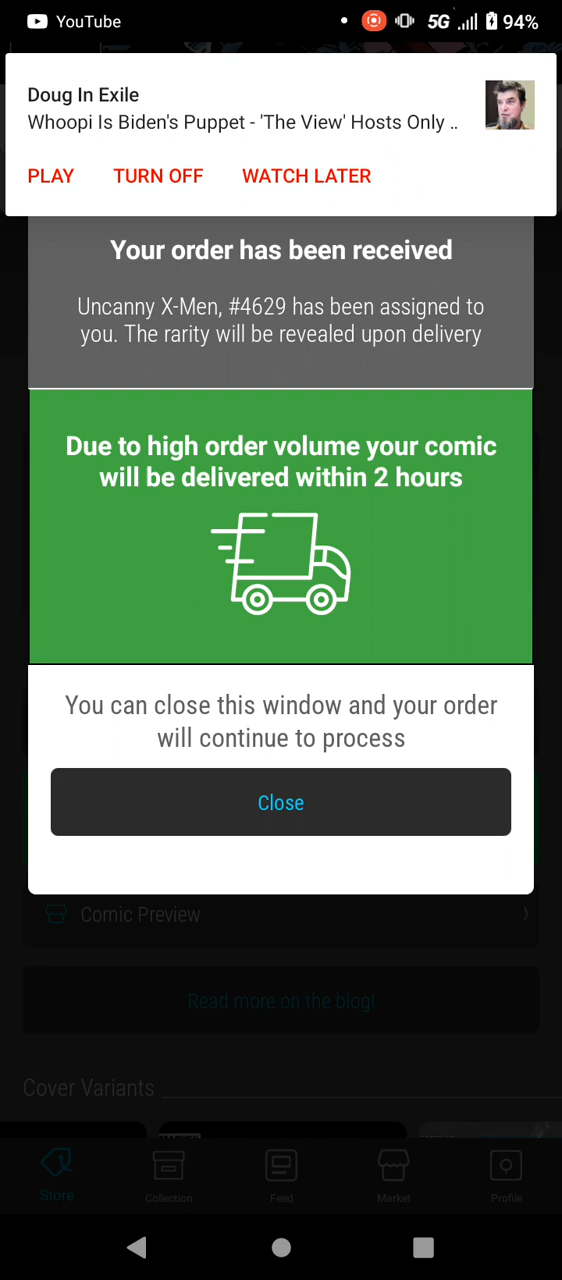 YouTube
5G
94%
Doug In Exile
Whoopi Is Biden's Puppet - 'The View' Hosts Only ..
PLAY TURN OFF WATCH LATER
Your order has been received
Uncanny X-Men, #4629 has been assigned to
you. The rarity will be revealed upon delivery
Due to high order volume your comic
will be delivered within 2 hours
You can close this window and your order
will continue to process
Close
Comic Preview
Read more on the blog!
Cover Variants
Store Collection Feed Market Profile